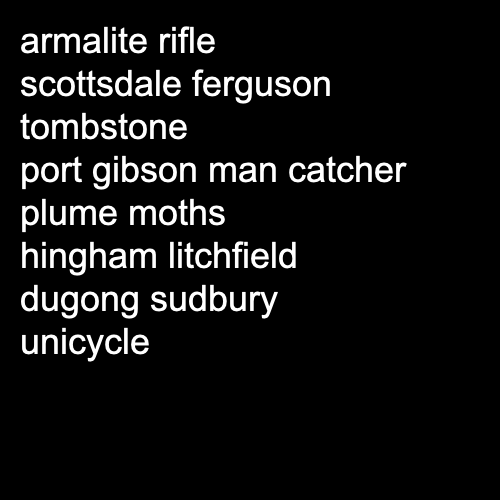 armalite rifle
scottsdale ferguson
tombstone
port gibson man catcher
plume moths
hingham litchfield
dugong sudbury
unicycle